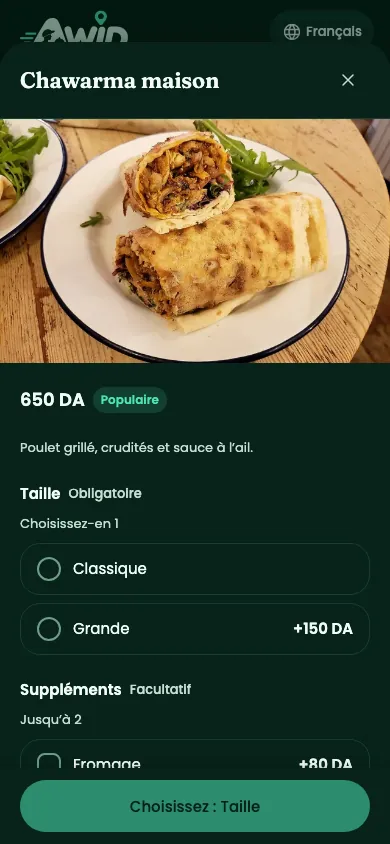 Awin
Français
Chawarma maison
650 DA Populaire
Poulet grillé, crudités et sauce à l’ail.
Taille Obligatoire
Choisissez-en 1
Classique
Grande +150 DA
Suppléments Facultatif
Jusqu’à 2
Fromage +80 DA
Choisissez : Taille